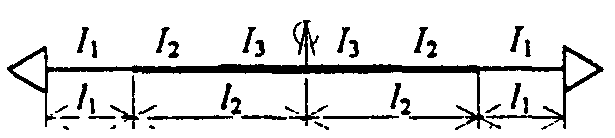 I₁ I₂ I₃ I₃ I₂ I₁
l₁ l₂ l₂ l₁